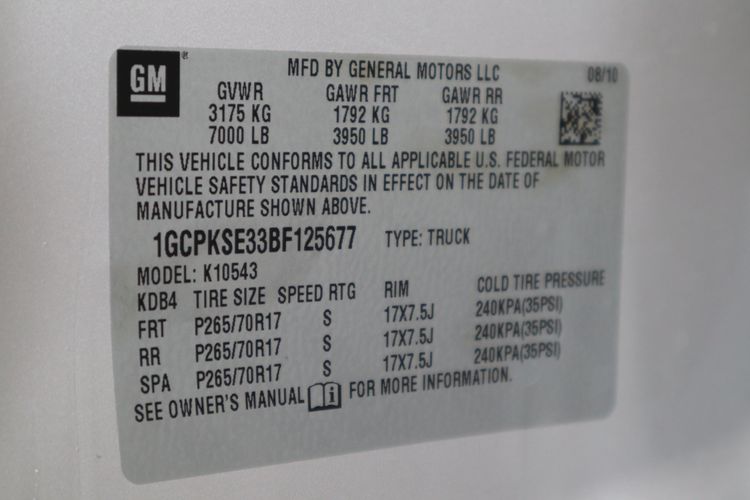 GM
MFD BY GENERAL MOTORS LLC 08/10
GVWR GAWR FRT GAWR RR
3175 KG 1792 KG 1792 KG
7000 LB 3950 LB 3950 LB
THIS VEHICLE CONFORMS TO ALL APPLICABLE U.S. FEDERAL MOTOR
VEHICLE SAFETY STANDARDS IN EFFECT ON THE DATE OF
MANUFACTURE SHOWN ABOVE.
1GCPKSE33BF125677 TYPE: TRUCK
MODEL: K10543
KDB4 TIRE SIZE SPEED RTG RIM COLD TIRE PRESSURE
FRT P265/70R17 S 17X7.5J 240KPA(35PSI)
RR P265/70R17 S 17X7.5J 240KPA(35PSI)
SPA P265/70R17 S 17X7.5J 240KPA(35PSI)
SEE OWNER'S MANUAL i FOR MORE INFORMATION.